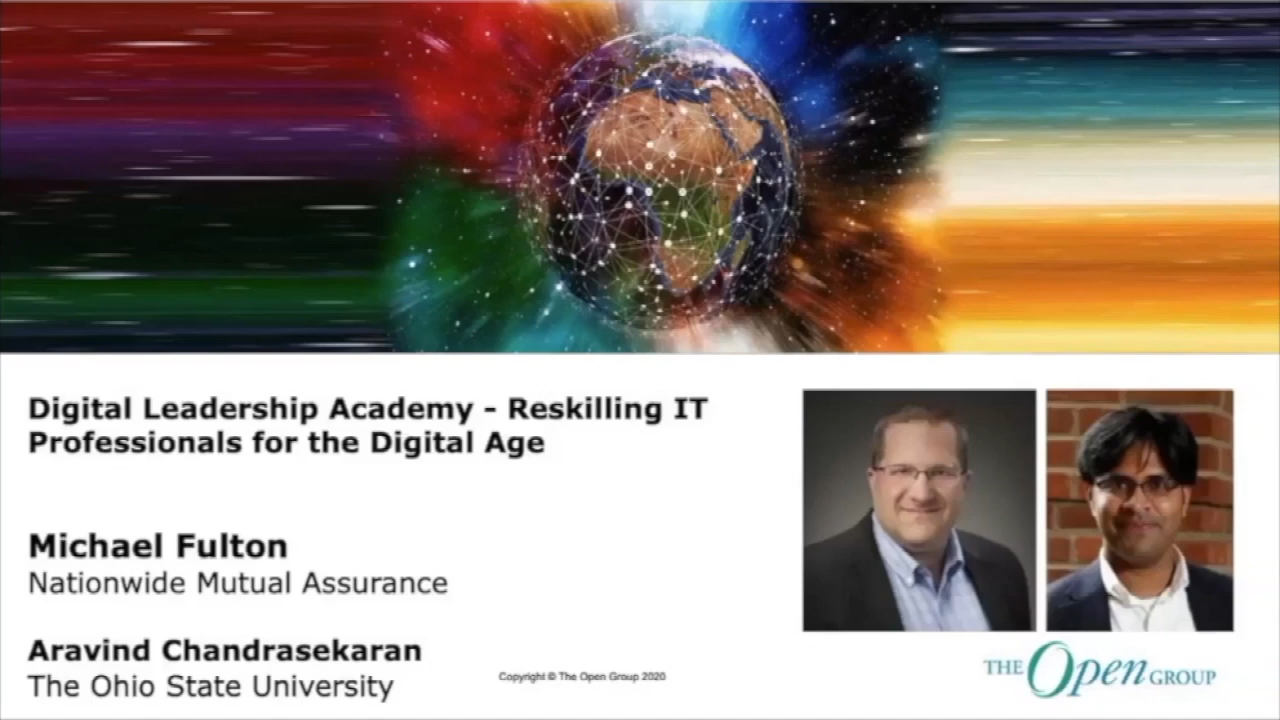 Digital Leadership Academy - Reskilling IT
Professionals for the Digital Age
Michael Fulton
Nationwide Mutual Assurance
Aravind Chandrasekaran
The Ohio State University
Copyright © The Open Group 2020
THE Open GROUP